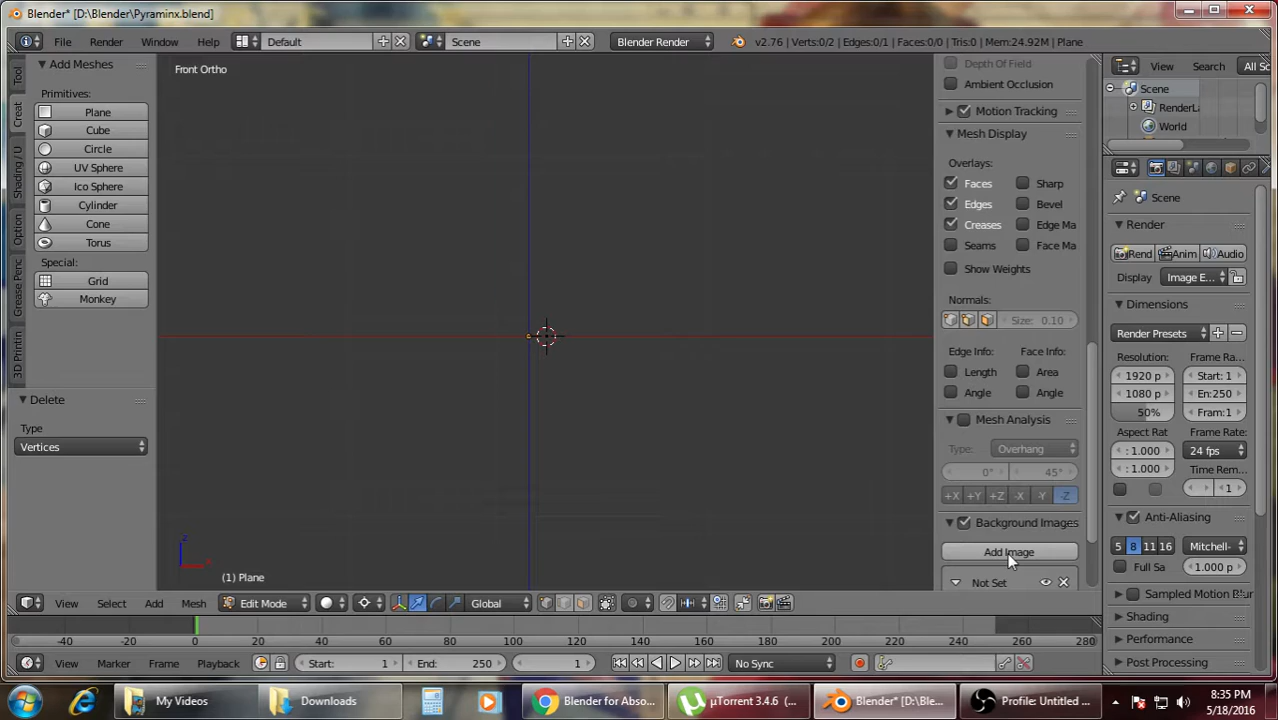 Blender* [D:\Blender\Pyraminx.blend]
File Render Window Help Default Scene Blender Render v2.76 | Verts:0/2 | Edges:0/1 | Faces:0/0 | Tris:0 | Mem:24.92M | Plane
Add Meshes
Primitives:
Plane
Cube
Circle
UV Sphere
Ico Sphere
Cylinder
Cone
Torus
Special:
Grid
Monkey
Tool
Creat
Shading / U
Option
Grease Penc
3D Printin
Delete
Type
Vertices
Front Ortho
z
x
(1) Plane
Depth Of Field
Ambient Occlusion
Motion Tracking
Mesh Display
Overlays:
Faces Sharp
Edges Bevel
Creases Edge Ma
Seams Face Ma
Show Weights
Normals:
Size: 0.10
Edge Info: Face Info:
Length Area
Angle Angle
Mesh Analysis
Type: Overhang
0° 45°
+X +Y +Z -X -Y -Z
Background Images
Add Image
Not Set
View Search All Sc
Scene
RenderLa
World
Scene
Render
Rend Anim Audio
Display Image E...
Dimensions
Render Presets
Resolution: Frame Ra...
1920 p Start: 1
1080 p En:250
50% Fram:1
Aspect Rat Frame Rate:
: 1.000 24 fps
: 1.000 Time Rem...
1
Anti-Aliasing
5 8 11 16 Mitchell-
Full Sa 1.000 p
Sampled Motion Blur
Shading
Performance
Post Processing
View Select Add Mesh Edit Mode Global
-40 -20 0 20 40 60 80 100 120 140 160 180 200 220 240 260 280
View Marker Frame Playback Start: 1 End: 250 1 No Sync
My Videos Downloads Blender for Abso... µTorrent 3.4.6 (... Blender* [D:\Ble... Profile: Untitled ...
8:35 PM
5/18/2016